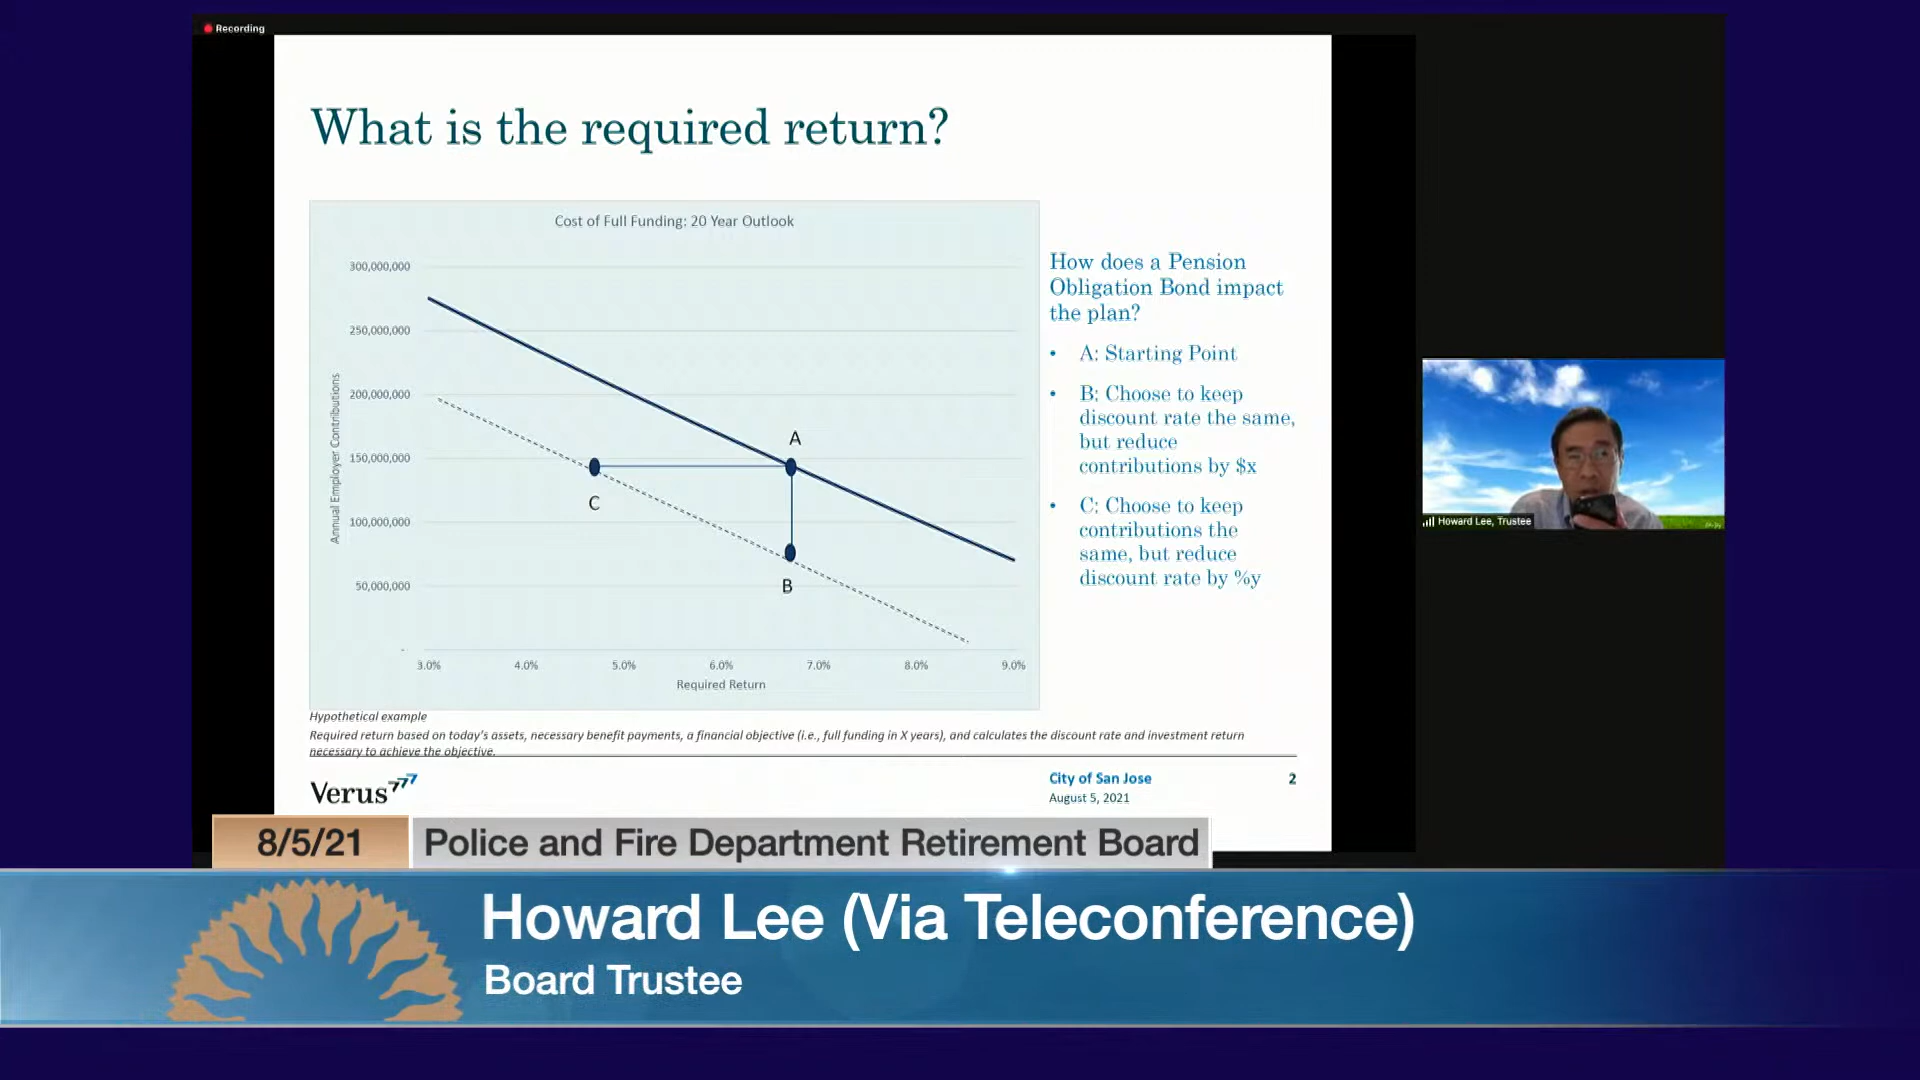 Recording
What is the required return?
Cost of Full Funding: 20 Year Outlook
300,000,000
250,000,000
200,000,000
150,000,000
100,000,000
50,000,000
-
Annual Employer Contributions
A
C
B
3.0% 4.0% 5.0% 6.0% 7.0% 8.0% 9.0%
Required Return
How does a Pension
Obligation Bond impact
the plan?
• A: Starting Point
• B: Choose to keep
discount rate the same,
but reduce
contributions by $x
• C: Choose to keep
contributions the
same, but reduce
discount rate by %y
Hypothetical example
Required return based on today's assets, necessary benefit payments, a financial objective (i.e., full funding in X years), and calculates the discount rate and investment return
necessary to achieve the objective.
Verus777
City of San Jose
August 5, 2021
2
Howard Lee, Trustee
8/5/21
Police and Fire Department Retirement Board
Howard Lee (Via Teleconference)
Board Trustee